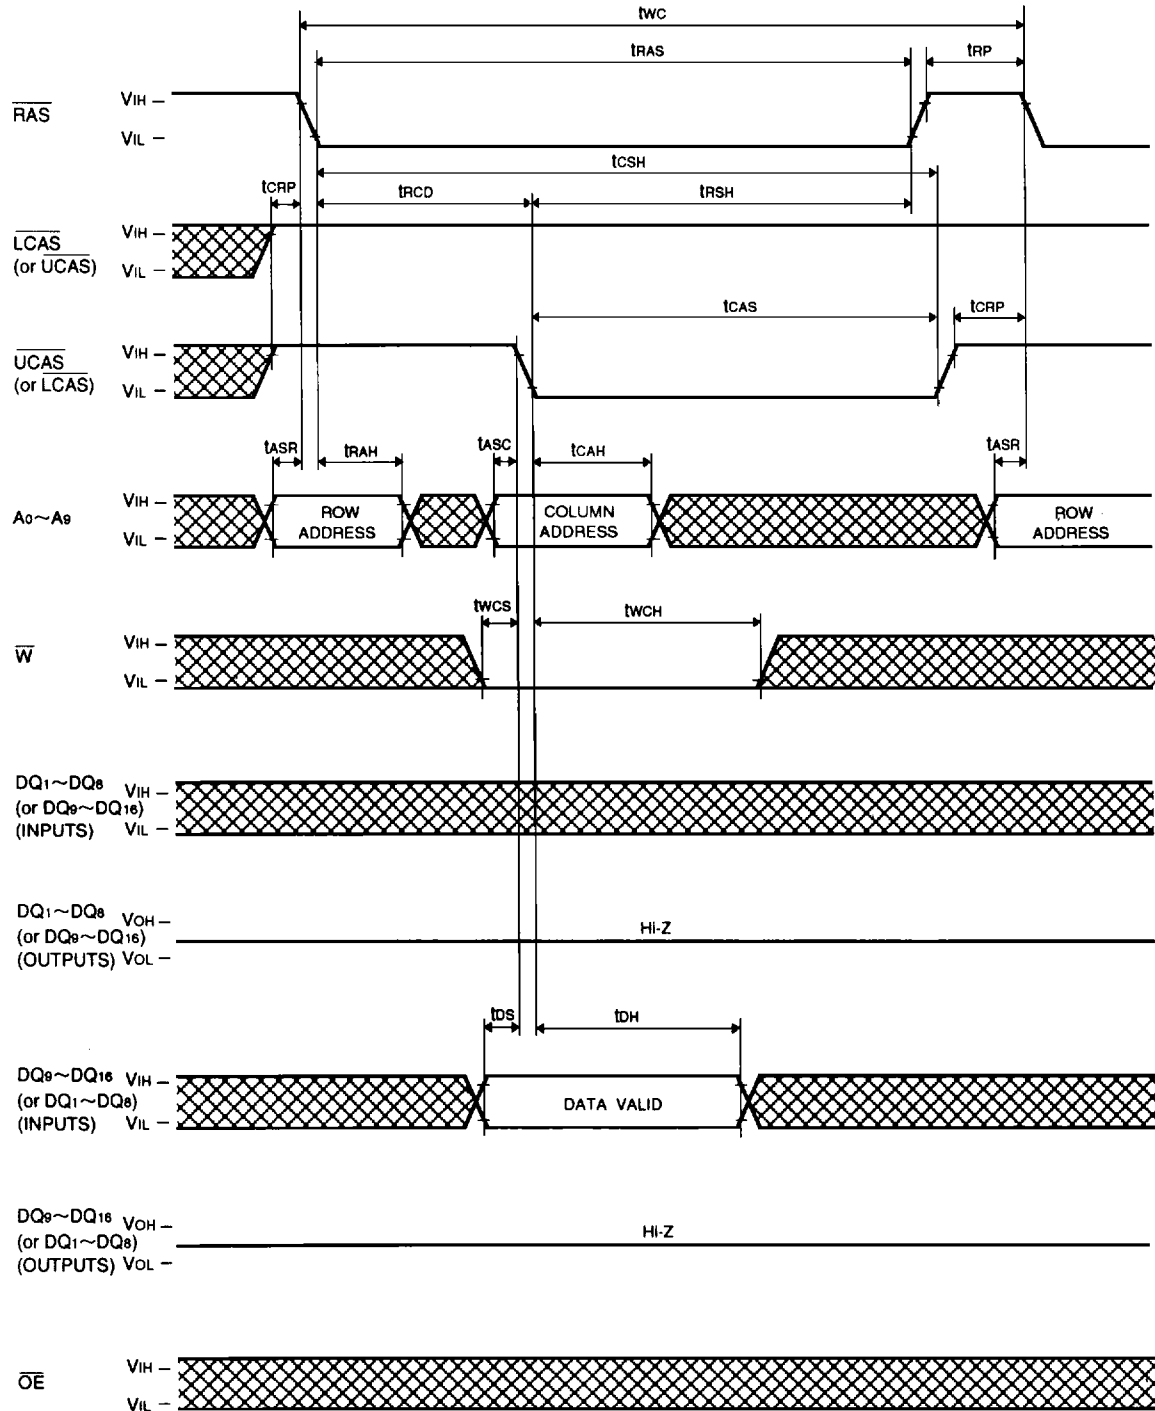 tWC
tRAS tRP
RAS VIH
VIL
tCSH
tCRP tRCD tRSH
LCAS
(or UCAS) VIH
VIL
tCAS tCRP
UCAS
(or LCAS) VIH
VIL
tASR tRAH tASC tCAH tASR
A0~A9 VIH
VIL
ROW
ADDRESS
COLUMN
ADDRESS
ROW
ADDRESS
tWCS tWCH
W VIH
VIL
DQ1~DQ8
(or DQ9~DQ16)
(INPUTS)
VIH
VIL
DQ1~DQ8
(or DQ9~DQ16)
(OUTPUTS)
VOH
VOL
Hi-Z
tDS tDH
DQ9~DQ16
(or DQ1~DQ8)
(INPUTS)
VIH
VIL
DATA VALID
DQ9~DQ16
(or DQ1~DQ8)
(OUTPUTS)
VOH
VOL
Hi-Z
OE VIH
VIL